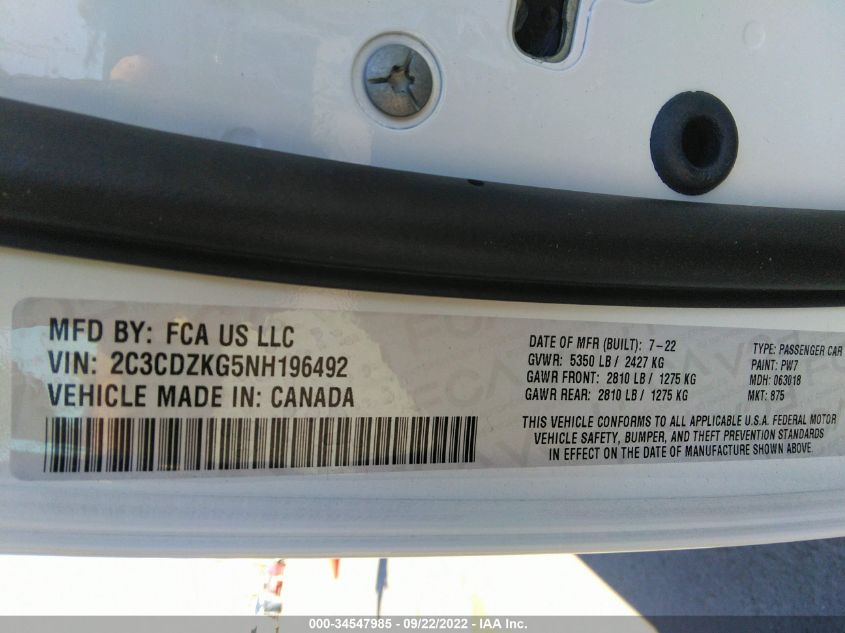 MFD BY: FCA US LLC
VIN: 2C3CDZKG5NH196492
VEHICLE MADE IN: CANADA
DATE OF MFR (BUILT): 7-22
GVWR: 5350 LB / 2427 KG
GAWR FRONT: 2810 LB / 1275 KG
GAWR REAR: 2810 LB / 1275 KG
TYPE: PASSENGER CAR
PAINT: PW7
MDH: 063018
MKT: 875
THIS VEHICLE CONFORMS TO ALL APPLICABLE U.S.A. FEDERAL MOTOR
VEHICLE SAFETY, BUMPER, AND THEFT PREVENTION STANDARDS
IN EFFECT ON THE DATE OF MANUFACTURE SHOWN ABOVE.
000-34547985 - 09/22/2022 - IAA Inc.